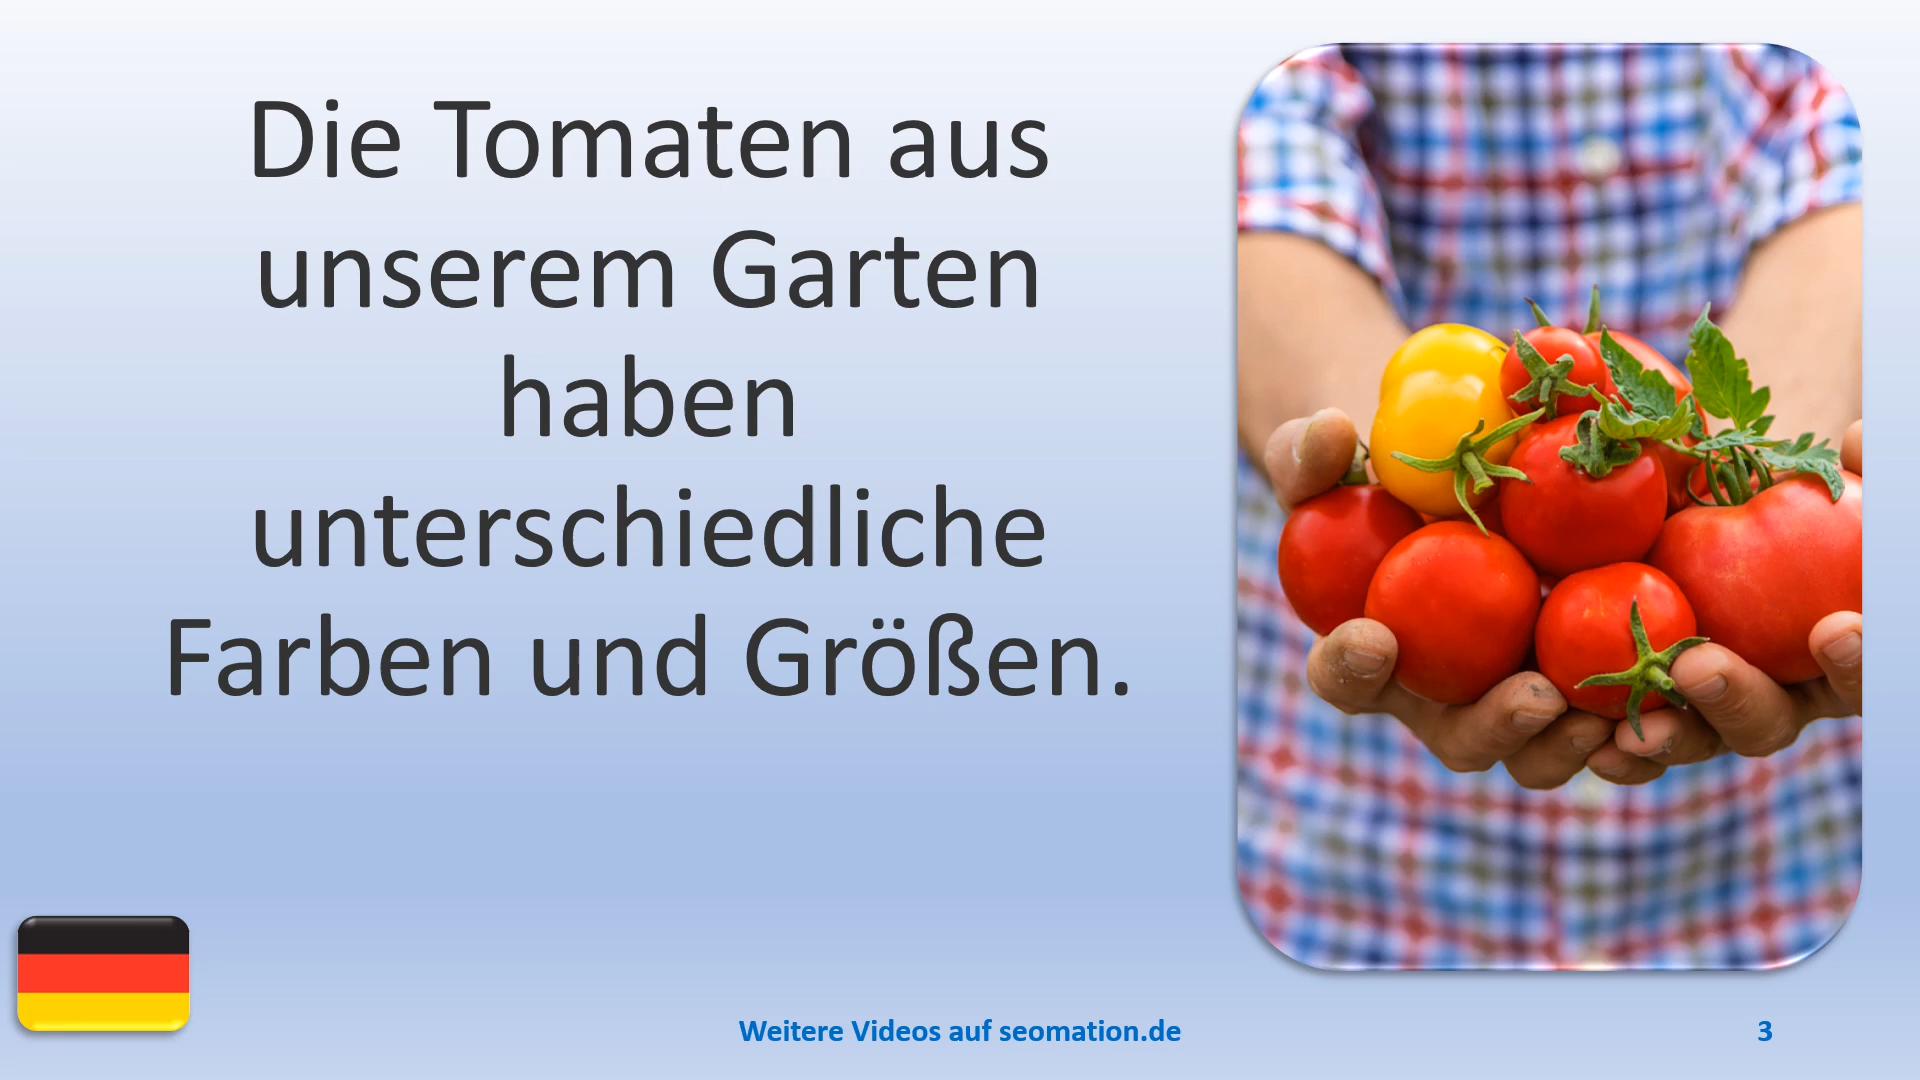 Die Tomaten aus
unserem Garten
haben
unterschiedliche
Farben und Größen.
Weitere Videos auf seomation.de
3